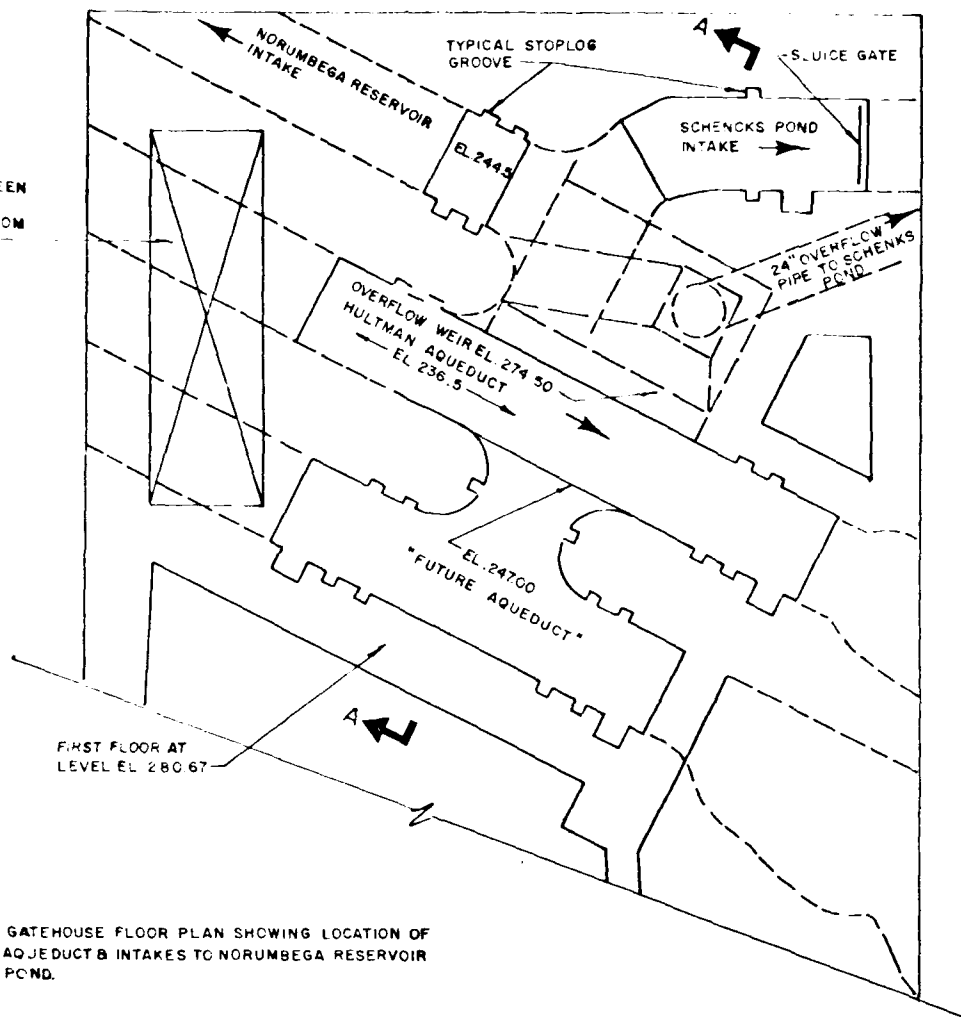 A
NORUMBEGA RESERVOIR
INTAKE
TYPICAL STOPLOG
GROOVE
SLUICE GATE
SCHENCKS POND
INTAKE
EL. 244.5
EEN
OM
24" OVERFLOW
PIPE TO SCHENKS
POND
OVERFLOW WEIR EL. 274 50
HULTMAN AQUEDUCT
EL 236.5
EL. 247.00
"FUTURE AQUEDUCT"
A
FIRST FLOOR AT
LEVEL EL 280.67
GATEHOUSE FLOOR PLAN SHOWING LOCATION OF
AQUEDUCT & INTAKES TO NORUMBEGA RESERVOIR
POND.